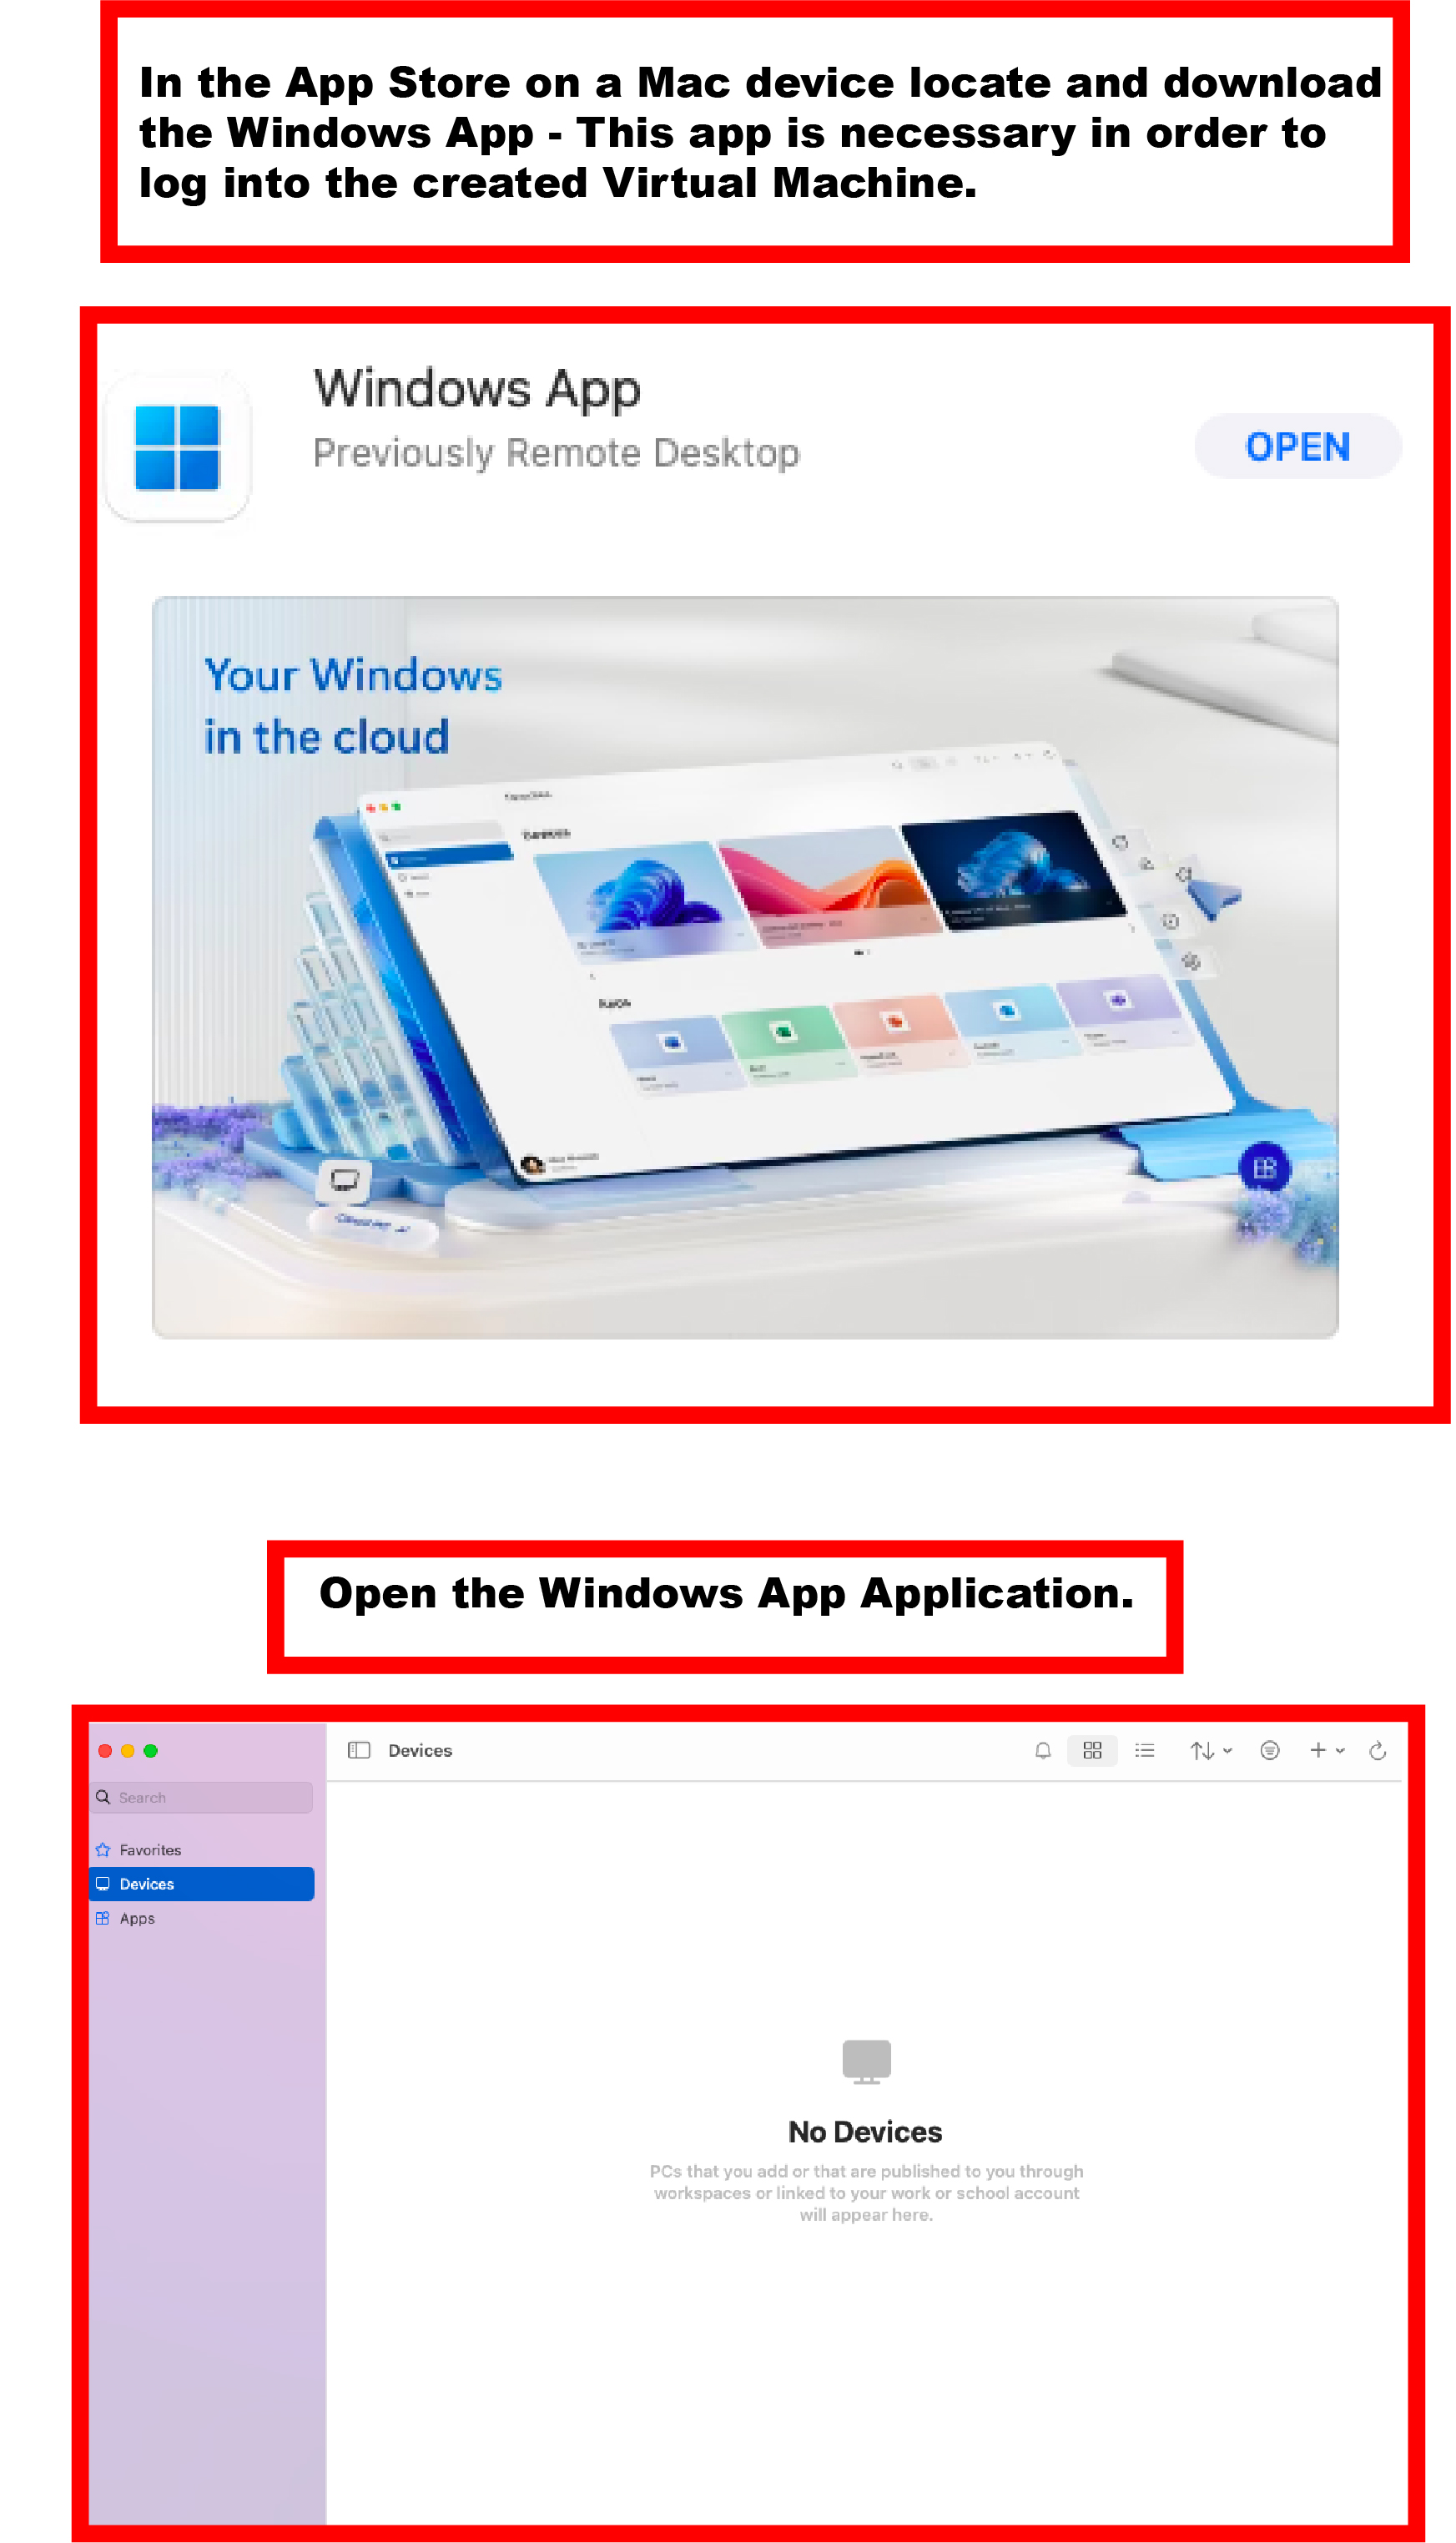 In the App Store on a Mac device locate and download
the Windows App - This app is necessary in order to
log into the created Virtual Machine.
Windows App
Previously Remote Desktop
OPEN
Your Windows
in the cloud
Open the Windows App Application.
Devices
Search
Favorites
Devices
Apps
No Devices
PCs that you add or that are published to you through
workspaces or linked to your work or school account
will appear here.